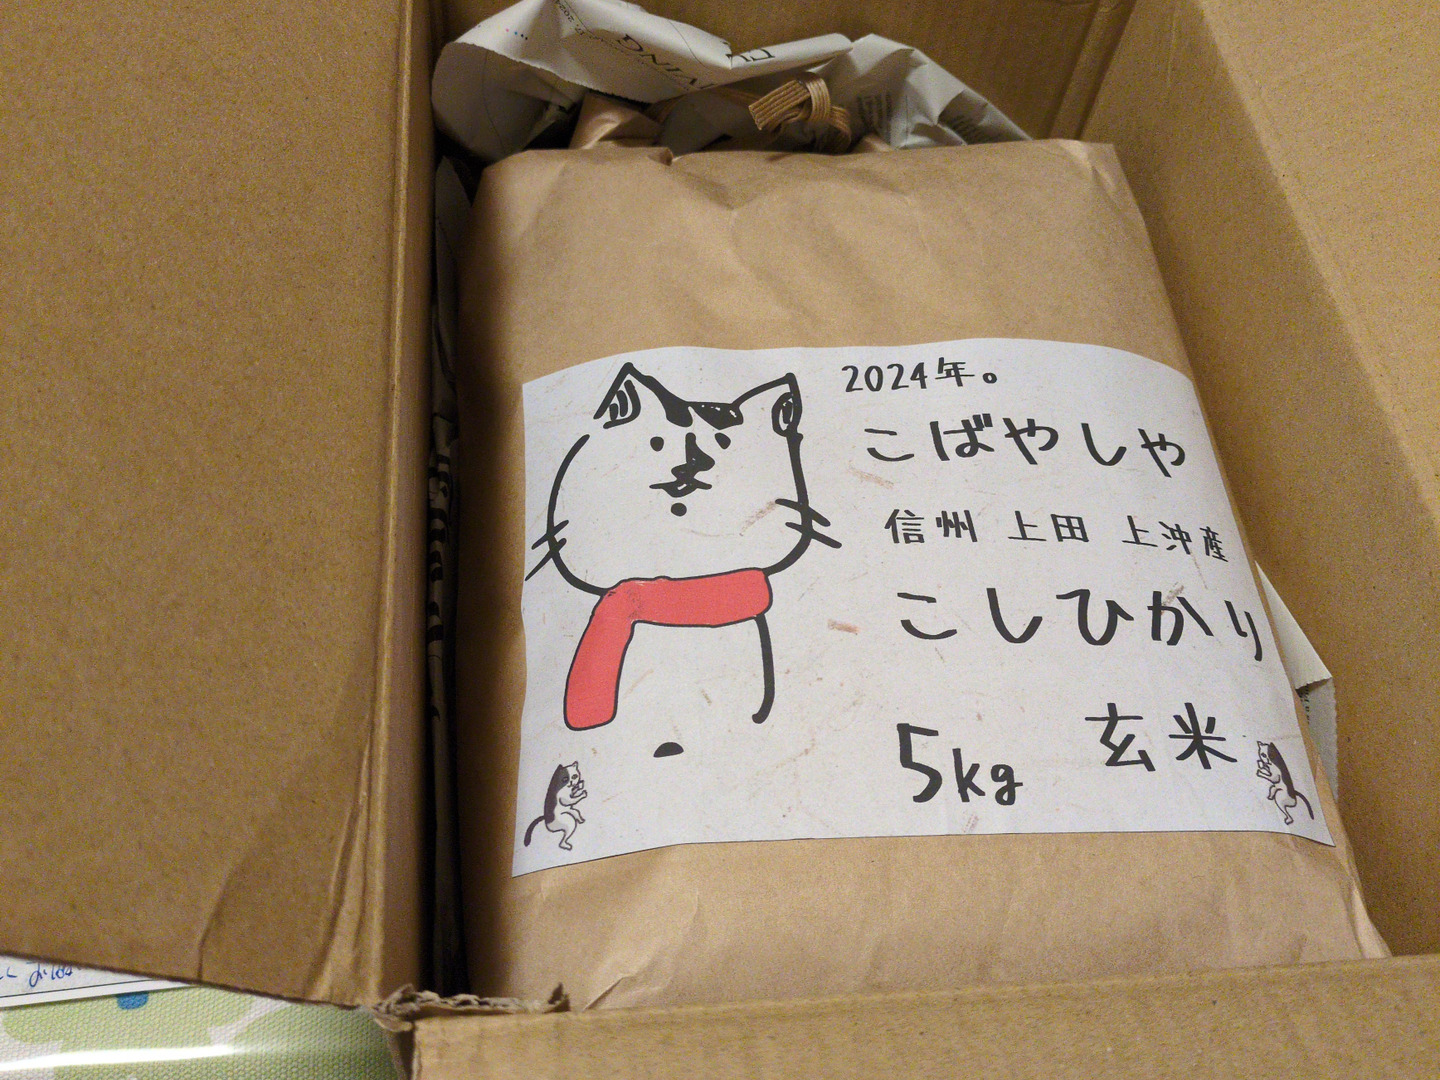 2024年。
こばやしや
信州 上田 上沖産
こしひかり
5kg 玄米